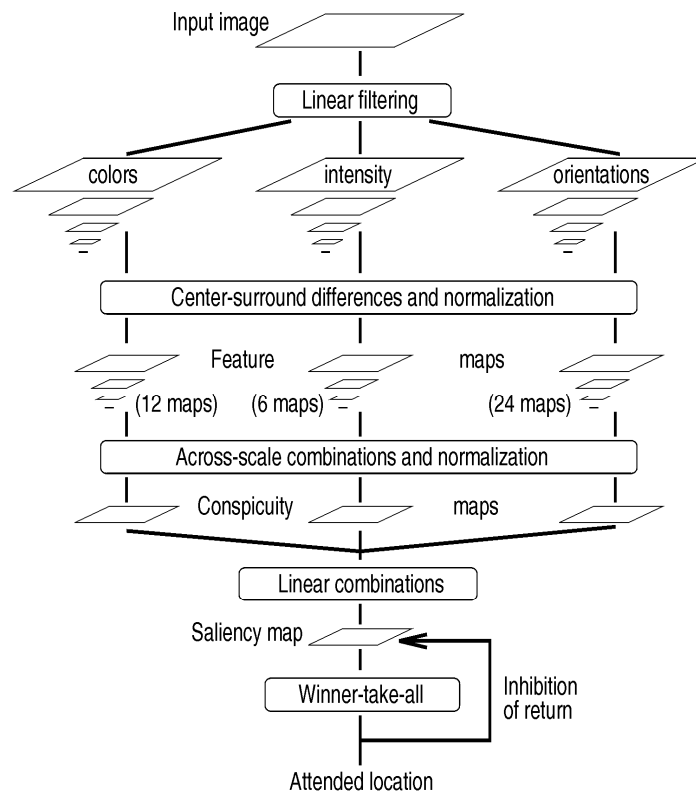 Input image
Linear filtering
colors
intensity
orientations
Center-surround differences and normalization
Feature maps
(12 maps) (6 maps) (24 maps)
Across-scale combinations and normalization
Conspicuity maps
Linear combinations
Saliency map
Winner-take-all
Inhibition
of return
Attended location